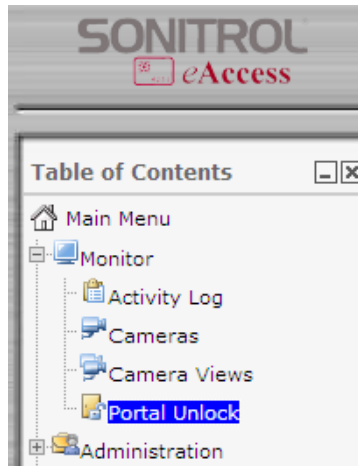 SONITROL
eAccess
Table of Contents
Main Menu
Monitor
Activity Log
Cameras
Camera Views
Portal Unlock
Administration